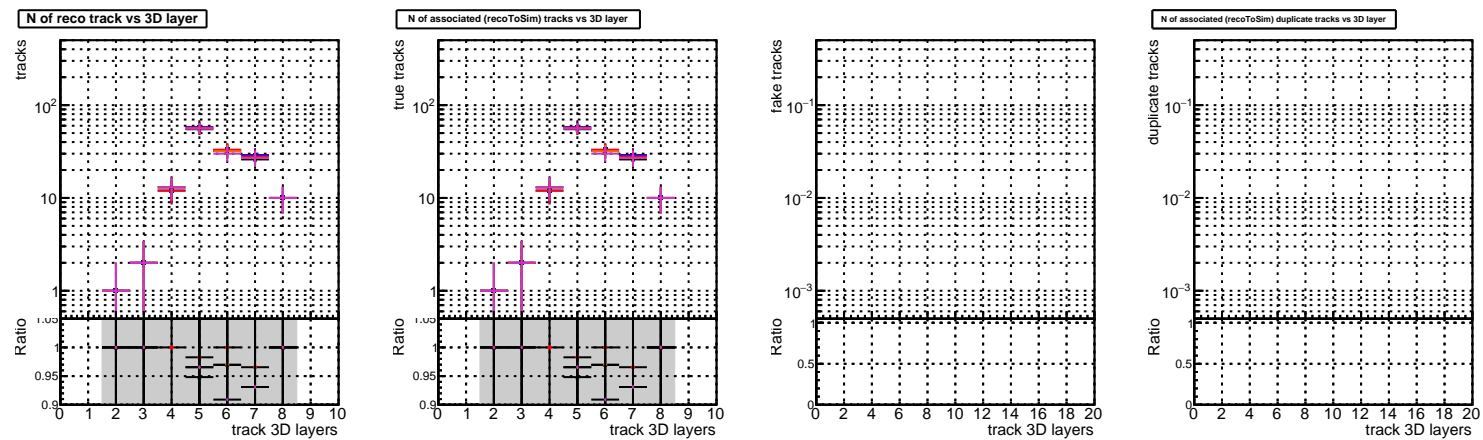 N of reco track vs 3D layer
tracks
10²
10
1
Ratio
1.05
1
0.95
0.9
0 1 2 3 4 5 6 7 8 9 10
track 3D layers
N of associated (recoToSim) tracks vs 3D layer
true tracks
10²
10
1
Ratio
1.05
1
0.95
0.9
0 1 2 3 4 5 6 7 8 9 10
track 3D layers
fake tracks
10⁻¹
10⁻²
10⁻³
Ratio
1
0.5
0
0 2 4 6 8 10 12 14 16 18 20
track 3D layers
N of associated (recoToSim) duplicate tracks vs 3D layer
duplicate tracks
10⁻¹
10⁻²
10⁻³
Ratio
1
0.5
0
0 2 4 6 8 10 12 14 16 18 20
track 3D layers